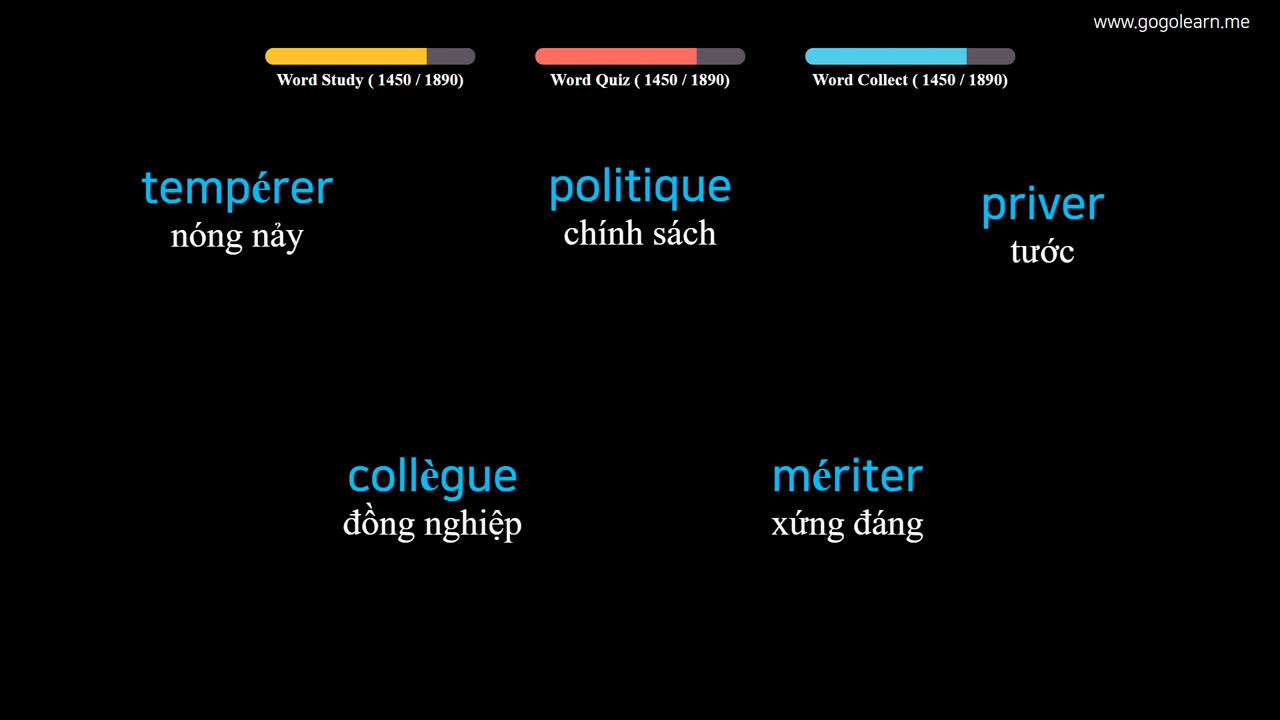 www.gogolearn.me
Word Study ( 1450 / 1890)
Word Quiz ( 1450 / 1890)
Word Collect ( 1450 / 1890)
tempérer
nóng nảy
politique
chính sách
priver
tước
collègue
đồng nghiệp
mériter
xứng đáng